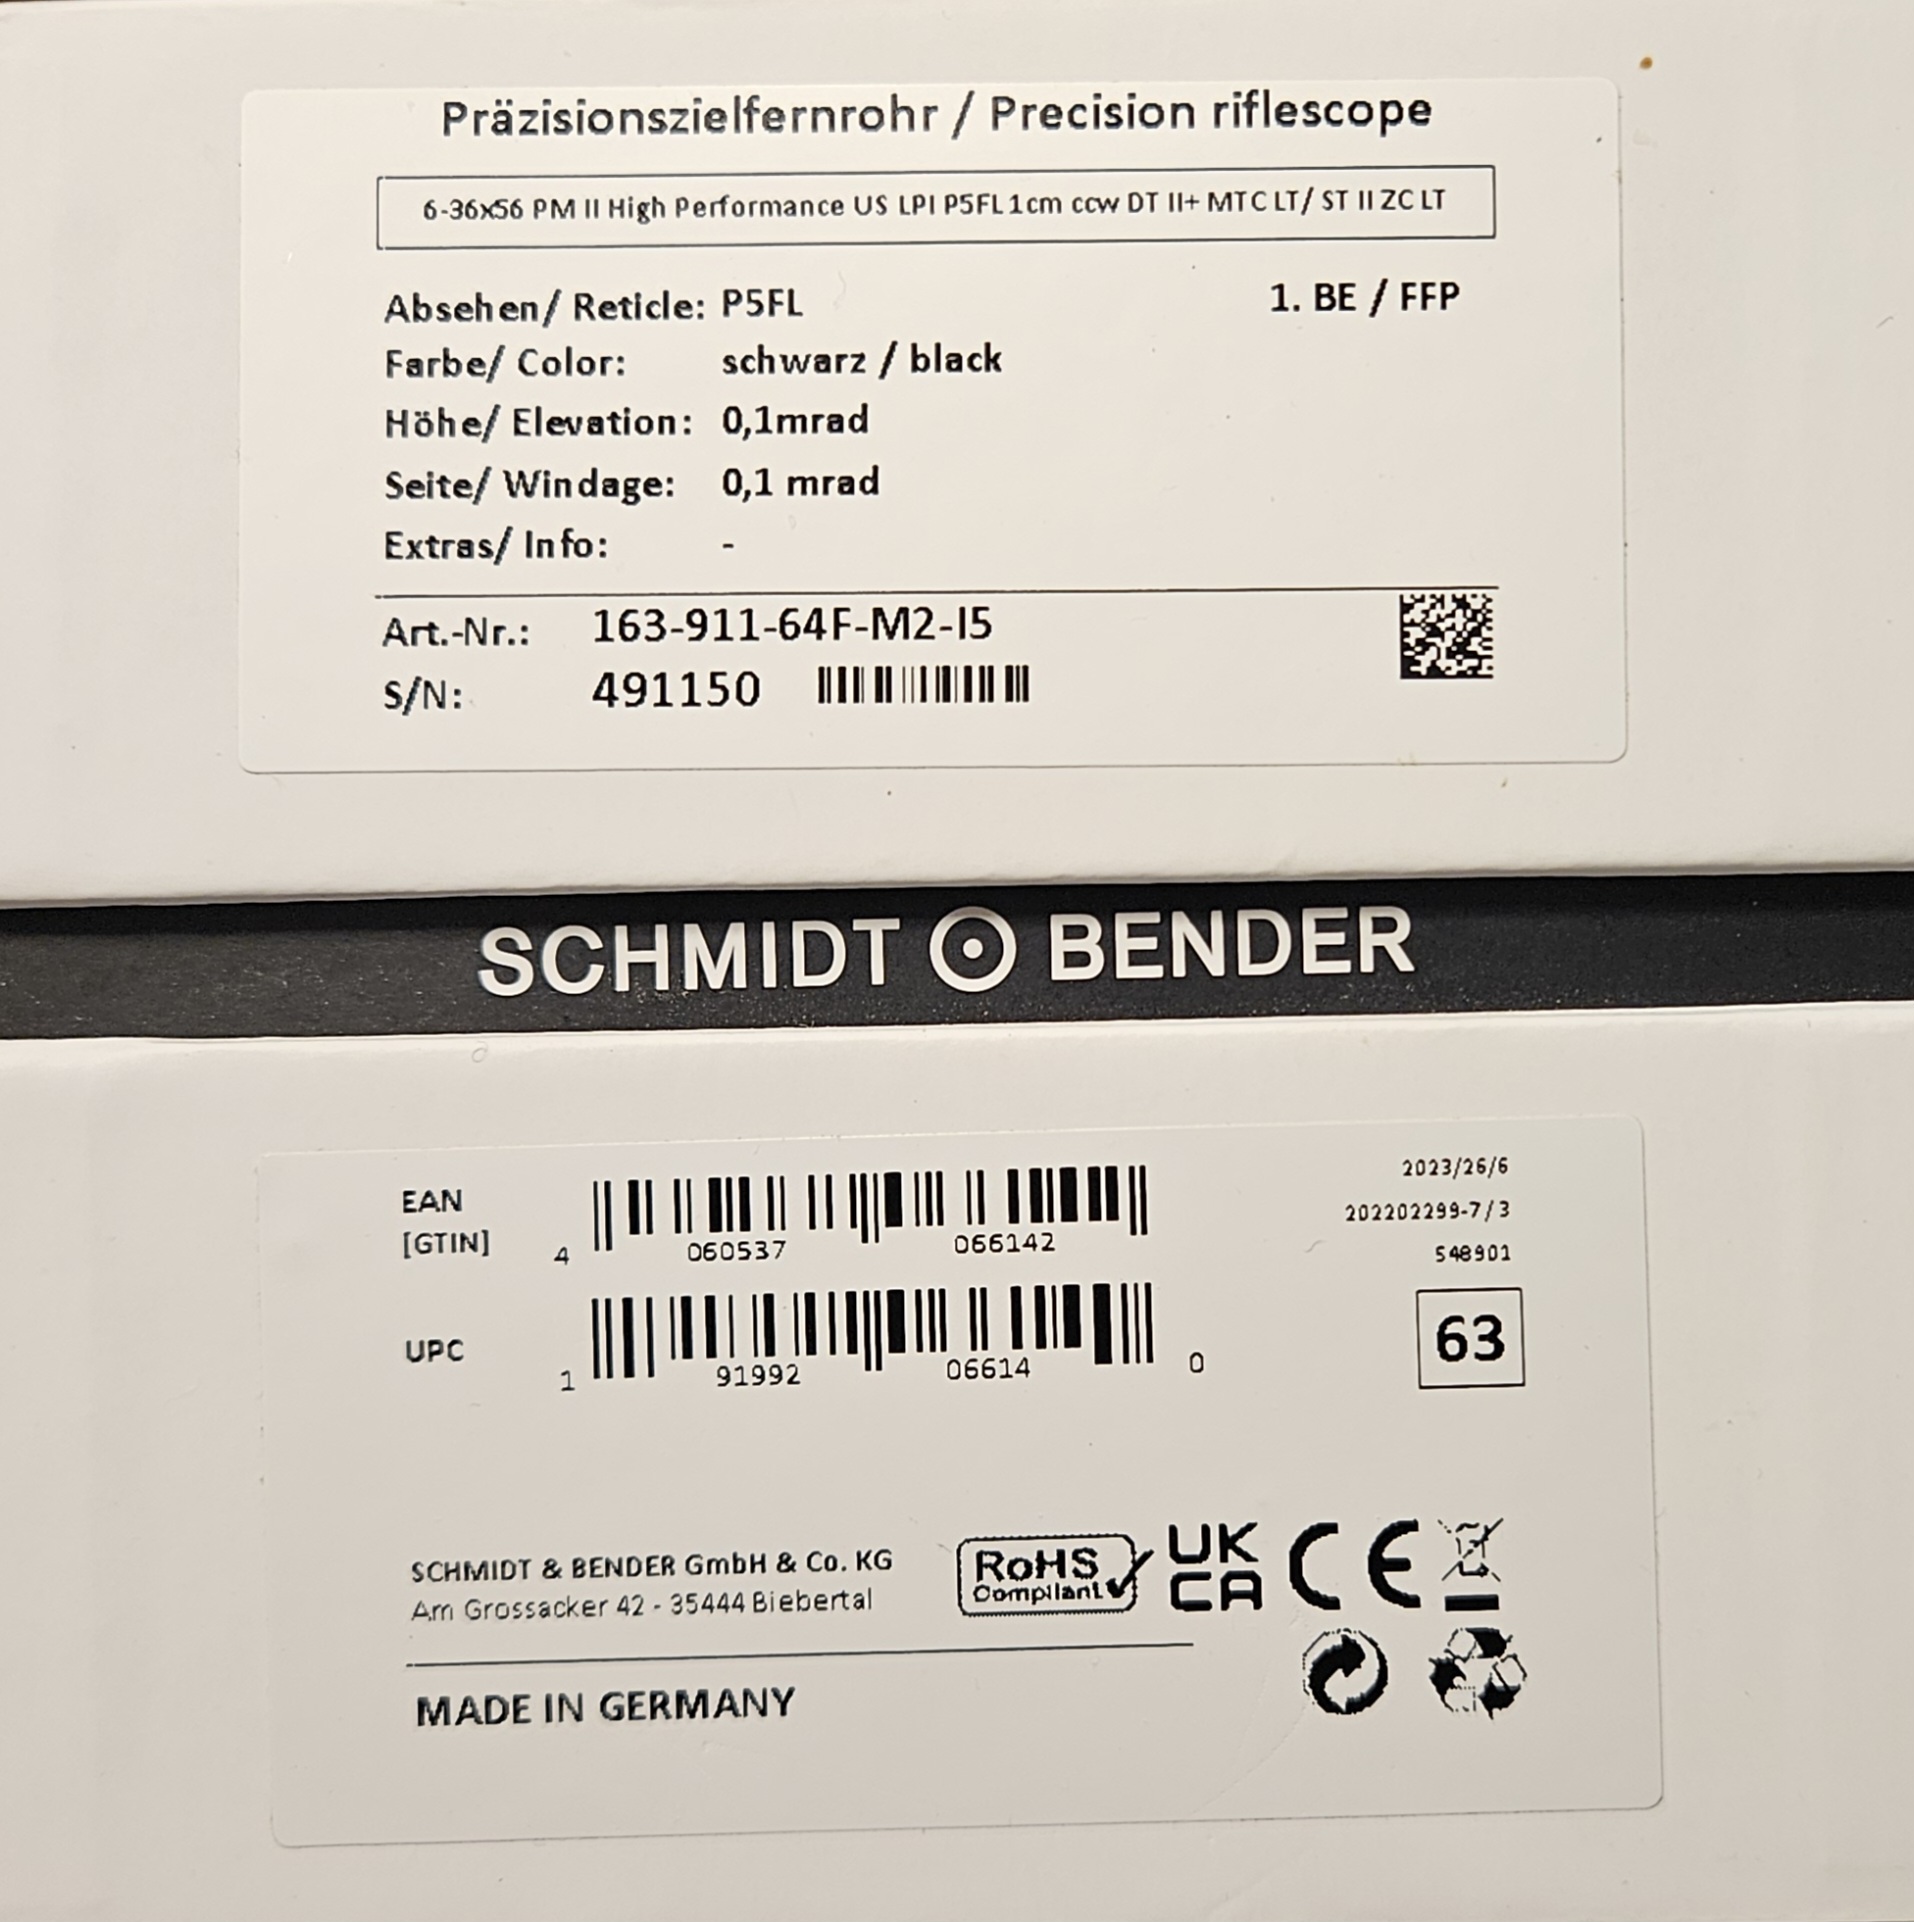 Präzisionszielfernrohr / Precision riflescope
6-36x56 PM II High Performance US LPI P5FL 1cm ccw DT II+ MTC LT/ ST II ZC LT
Absehen/ Reticle: P5FL 1. BE / FFP
Farbe/ Color: schwarz / black
Höhe/ Elevation: 0,1mrad
Seite/ Windage: 0,1 mrad
Extras/ Info: -
Art.-Nr.: 163-911-64F-M2-I5
S/N: 491150
SCHMIDT BENDER
2023/26/6
EAN
[GTIN]
4 060537 066142
202202299-7/3
548901
UPC
1 91992 06614 0
63
SCHMIDT & BENDER GmbH & Co. KG
Am Grossacker 42 - 35444 Biebertal
RoHS
Compliant
UK
CA
CE
MADE IN GERMANY